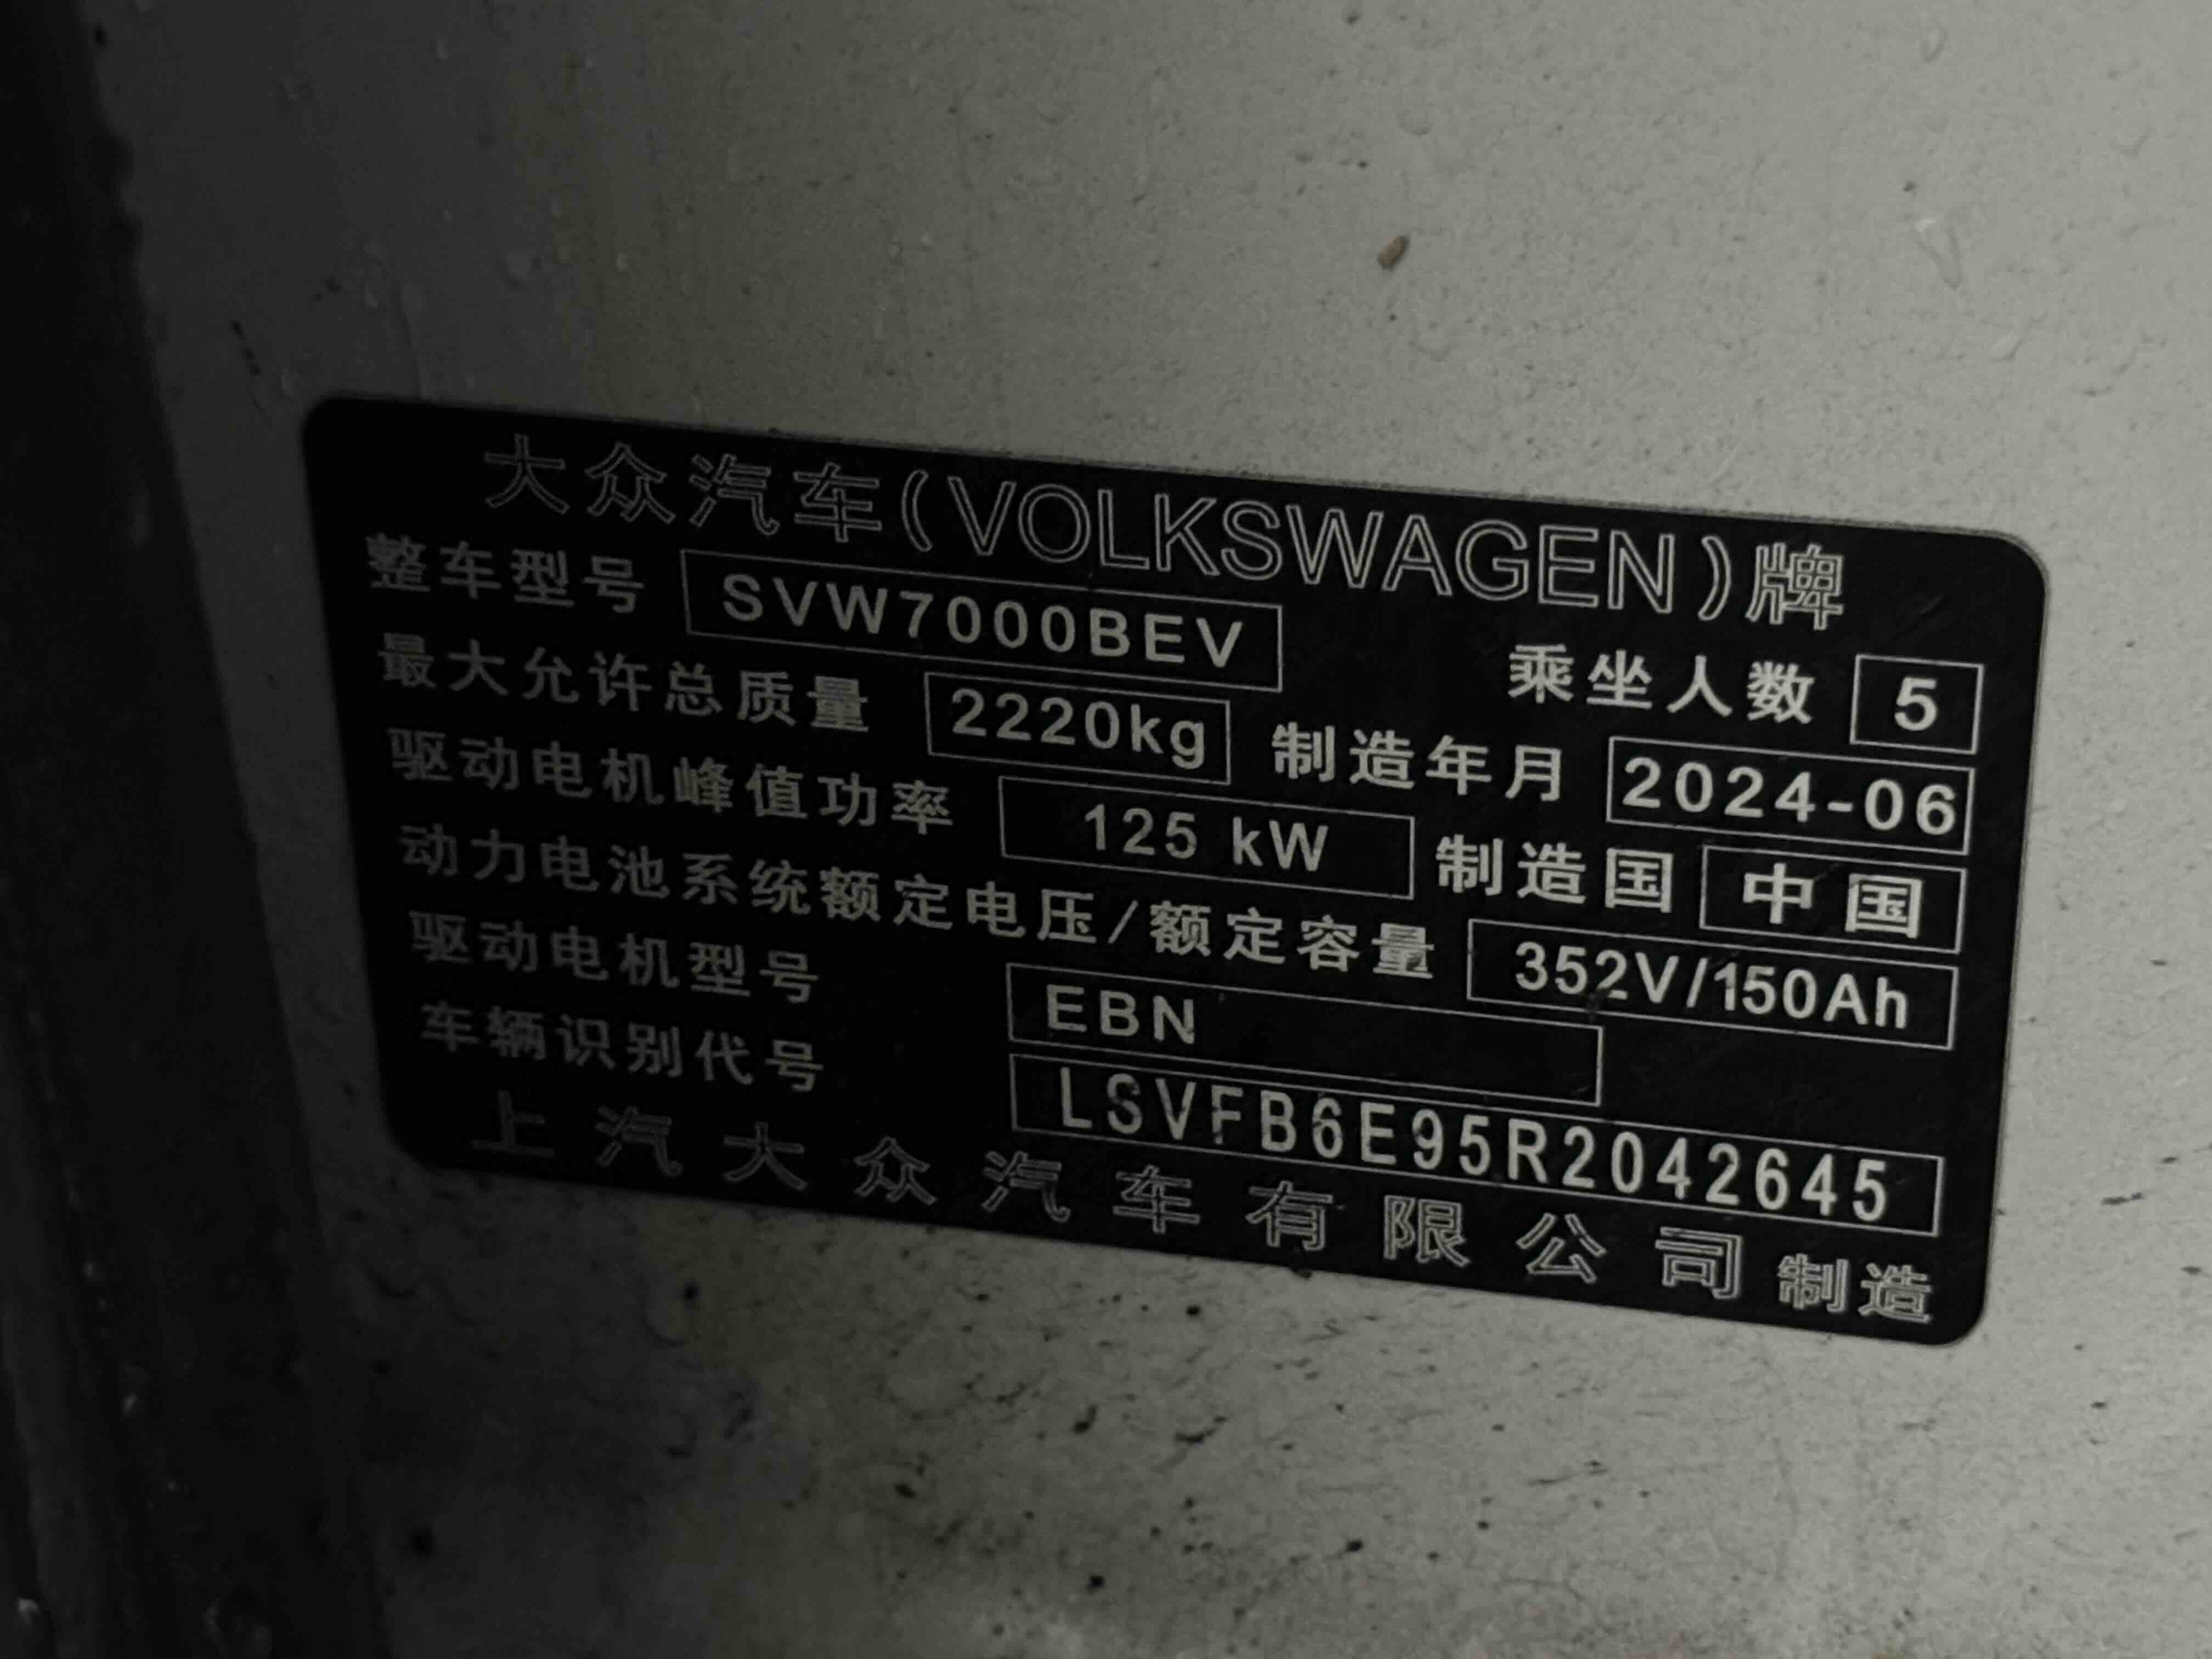 大众汽车(VOLKSWAGEN)牌
整车型号 SVW7000BEV 乘坐人数 5
最大允许总质量 2220kg 制造年月 2024-06
驱动电机峰值功率 125 kW 制造国 中国
动力电池系统额定电压/额定容量 352V/150Ah
驱动电机型号 EBN
车辆识别代号 LSVFB6E95R2042645
上汽大众汽车有限公司制造